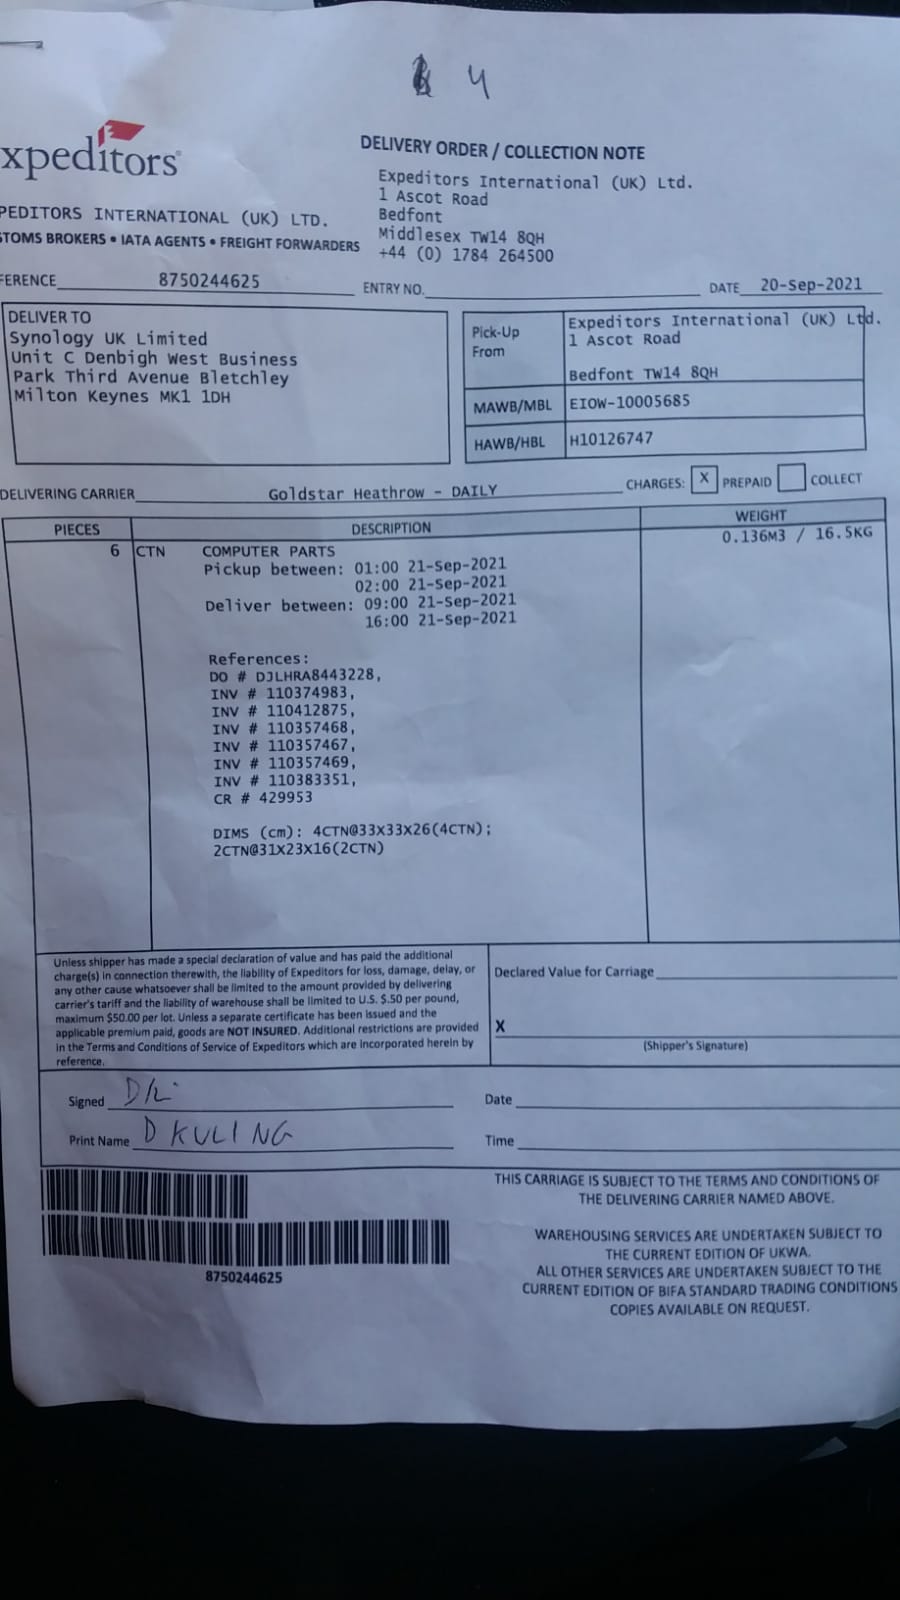 4
xpeditors
PEDITORS INTERNATIONAL (UK) LTD.
STOMS BROKERS • IATA AGENTS • FREIGHT FORWARDERS
DELIVERY ORDER / COLLECTION NOTE
Expeditors International (UK) Ltd.
1 Ascot Road
Bedfont
Middlesex TW14 8QH
+44 (0) 1784 264500
FERENCE 8750244625 ENTRY NO. DATE 20-Sep-2021
DELIVER TO
Synology UK Limited
Unit C Denbigh West Business
Park Third Avenue Bletchley
Milton Keynes MK1 1DH
Pick-Up From
Expeditors International (UK) Ltd.
1 Ascot Road
Bedfont TW14 8QH
MAWB/MBL EIOW-10005685
HAWB/HBL H10126747
DELIVERING CARRIER Goldstar Heathrow - DAILY CHARGES: X PREPAID COLLECT
PIECES DESCRIPTION WEIGHT
6 CTN COMPUTER PARTS 0.136M3 / 16.5KG
Pickup between: 01:00 21-Sep-2021
02:00 21-Sep-2021
Deliver between: 09:00 21-Sep-2021
16:00 21-Sep-2021
References:
DO # DJLHRA8443228,
INV # 110374983,
INV # 110412875,
INV # 110357468,
INV # 110357467,
INV # 110357469,
INV # 110383351,
CR # 429953
DIMS (cm): 4CTN@33X33X26(4CTN);
2CTN@31X23X16(2CTN)
Unless shipper has made a special declaration of value and has paid the additional
charge(s) in connection therewith, the liability of Expeditors for loss, damage, delay, or
any other cause whatsoever shall be limited to the amount provided by delivering
carrier's tariff and the liability of warehouse shall be limited to U.S. $.50 per pound,
maximum $50.00 per lot. Unless a separate certificate has been issued and the
applicable premium paid, goods are NOT INSURED. Additional restrictions are provided
in the Terms and Conditions of Service of Expeditors which are incorporated herein by
reference.
Declared Value for Carriage
X
(Shipper's Signature)
Signed
Date
Print Name D KULING
Time
8750244625
THIS CARRIAGE IS SUBJECT TO THE TERMS AND CONDITIONS OF
THE DELIVERING CARRIER NAMED ABOVE.
WAREHOUSING SERVICES ARE UNDERTAKEN SUBJECT TO
THE CURRENT EDITION OF UKWA.
ALL OTHER SERVICES ARE UNDERTAKEN SUBJECT TO THE
CURRENT EDITION OF BIFA STANDARD TRADING CONDITIONS
COPIES AVAILABLE ON REQUEST.